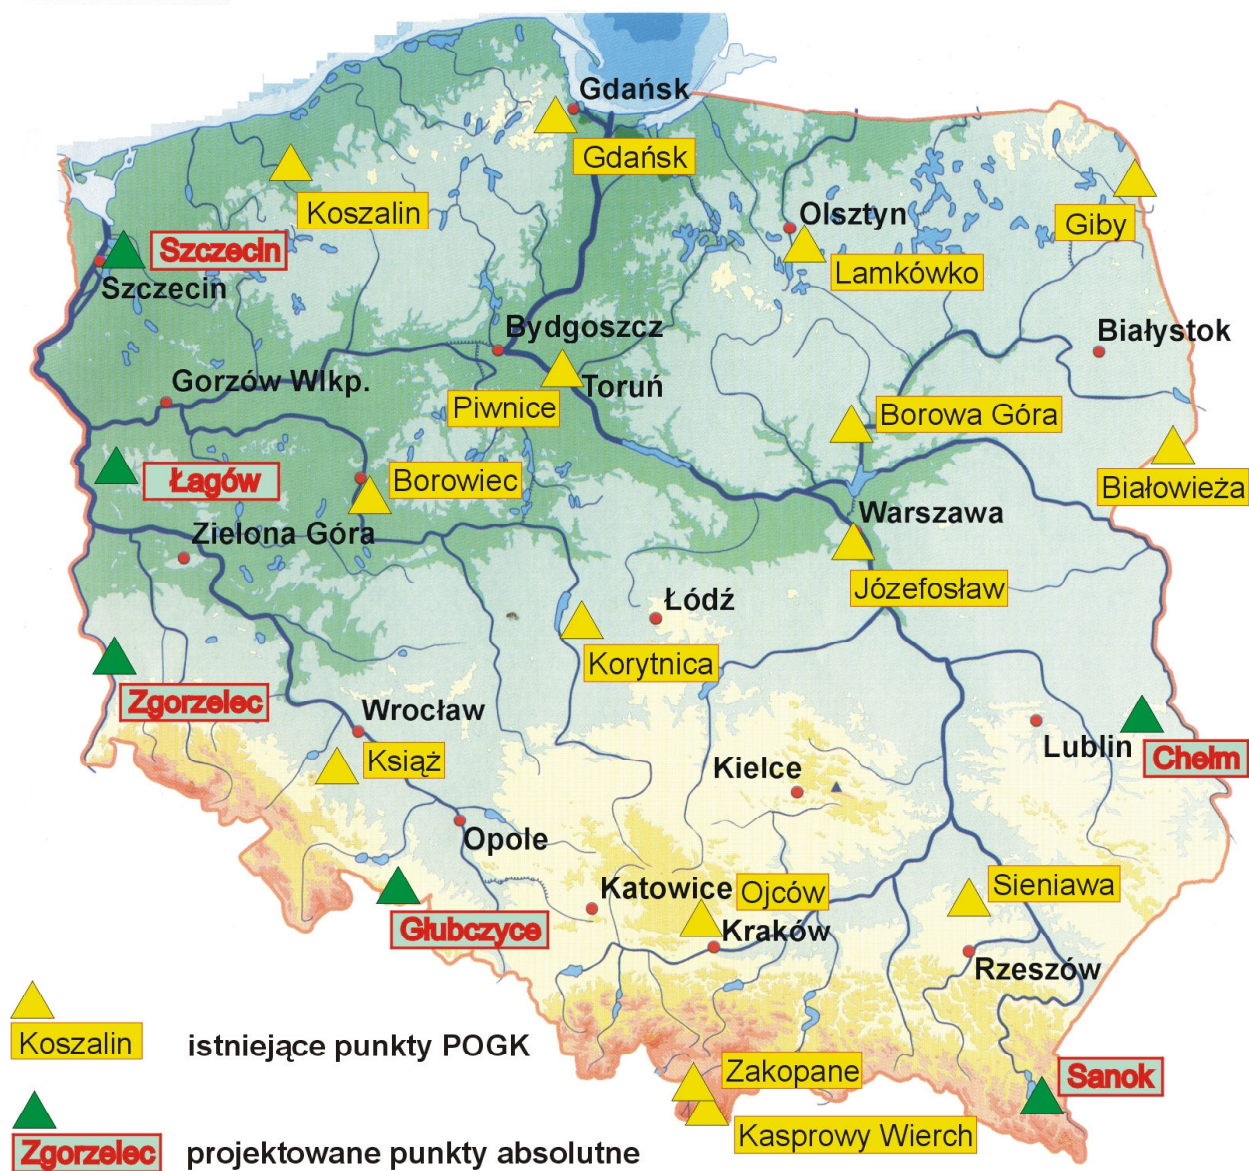 Gdańsk
Gdańsk
Koszalin
Olsztyn
Giby
Szczecin
Lamkówko
Szczecin
Bydgoszcz
Białystok
Gorzów Wlkp.
Toruń
Piwnice
Borowa Góra
Łagów
Borowiec
Białowieża
Warszawa
Zielona Góra
Józefosław
Łódź
Korytnica
Zgorzelec
Wrocław
Książ
Lublin
Chełm
Kielce
Opole
Katowice
Ojców
Sieniawa
Głubczyce
Kraków
Rzeszów
Koszalin
istniejące punkty POGK
Zakopane
Sanok
Kasprowy Wierch
Zgorzelec
projektowane punkty absolutne